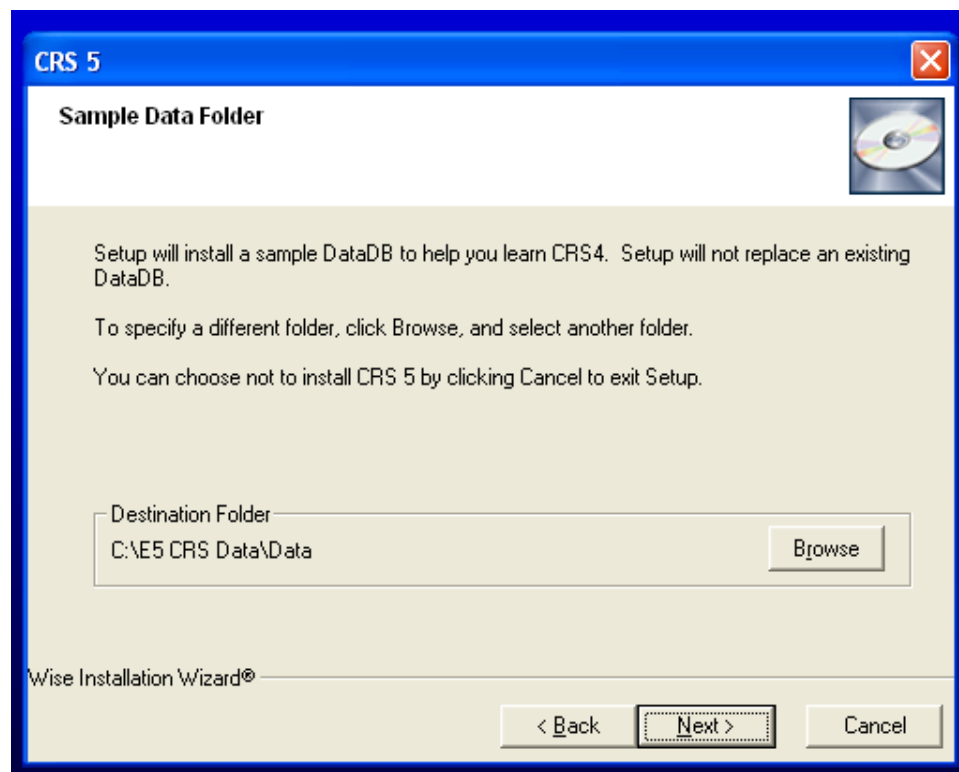 CRS 5
Sample Data Folder
Setup will install a sample DataDB to help you learn CRS4.  Setup will not replace an existing
DataDB.
To specify a different folder, click Browse, and select another folder.
You can choose not to install CRS 5 by clicking Cancel to exit Setup.
Destination Folder
C:\E5 CRS Data\Data
Browse
Wise Installation Wizard®
< Back
Next >
Cancel